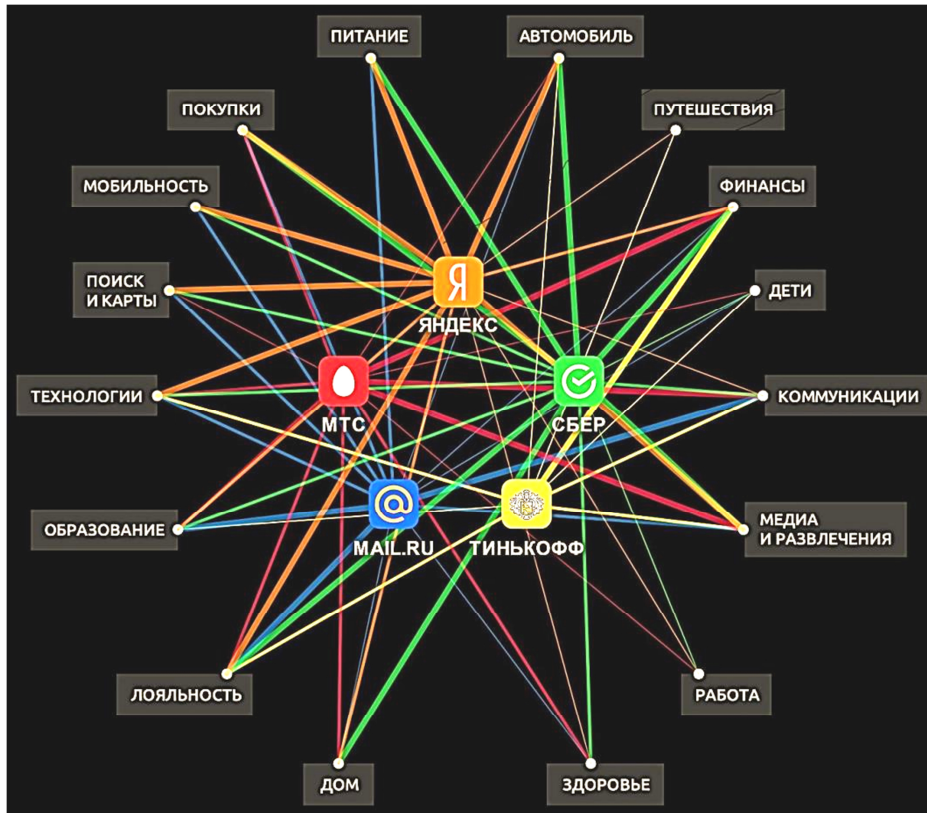 ПИТАНИЕ
АВТОМОБИЛЬ
ПОКУПКИ
ПУТЕШЕСТВИЯ
МОБИЛЬНОСТЬ
ФИНАНСЫ
ПОИСК
И КАРТЫ
Я
ДЕТИ
ЯНДЕКС
ТЕХНОЛОГИИ
КОММУНИКАЦИИ
МТС
СБЕР
@
ОБРАЗОВАНИЕ
МЕДИА
И РАЗВЛЕЧЕНИЯ
MAIL.RU
ТИНЬКОФФ
ЛОЯЛЬНОСТЬ
РАБОТА
ДОМ
ЗДОРОВЬЕ